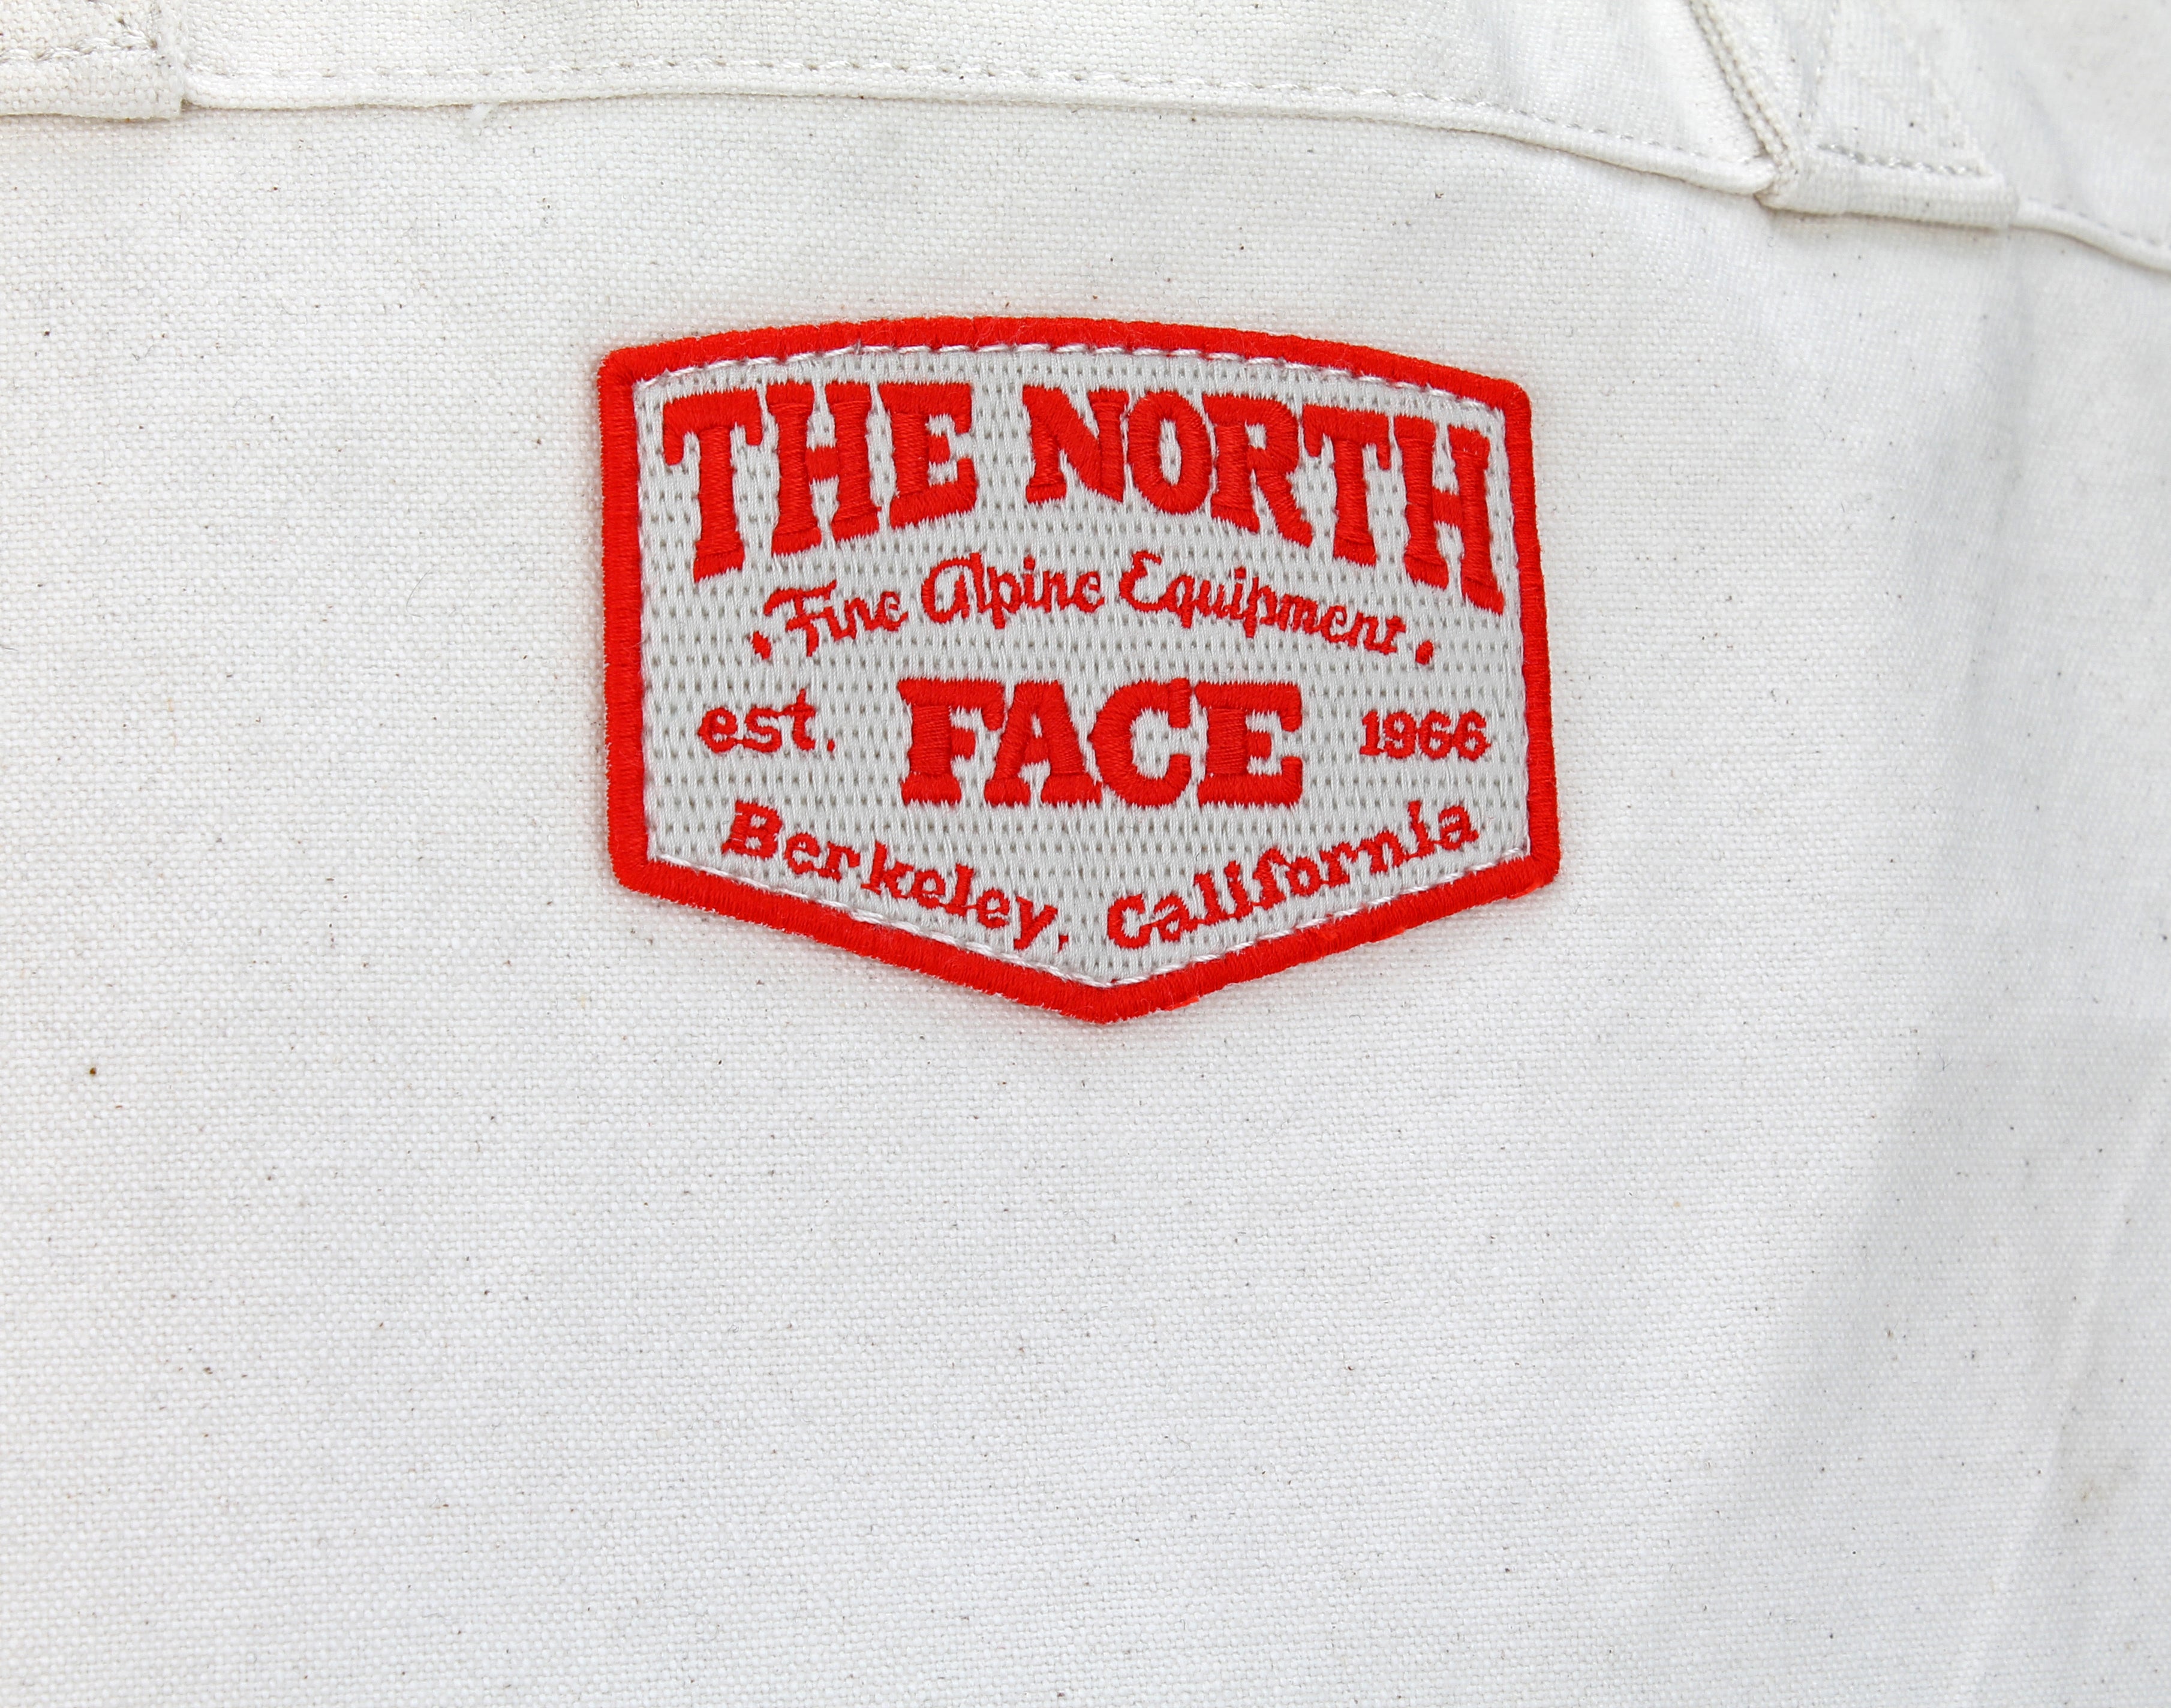 THE NORTH
• Fine Alpine Equipment •
est. FACE 1966
Berkeley, California